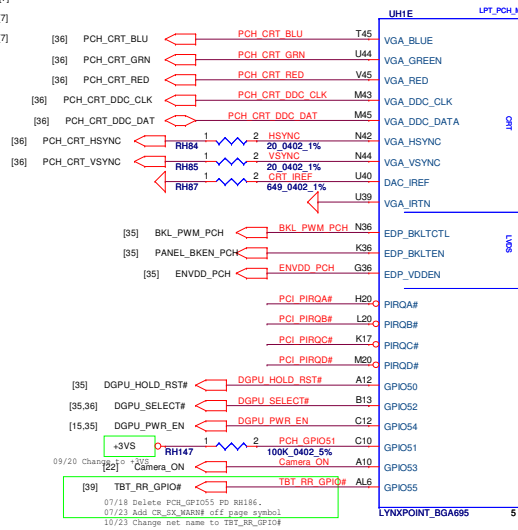 [7]
[7]
UH1E LPT_PCH_M
[36] PCH_CRT_BLU PCH_CRT_BLU T45 VGA_BLUE
[36] PCH_CRT_GRN PCH_CRT_GRN U44 VGA_GREEN
[36] PCH_CRT_RED PCH_CRT_RED V45 VGA_RED
[36] PCH_CRT_DDC_CLK PCH_CRT_DDC_CLK M43 VGA_DDC_CLK
[36] PCH_CRT_DDC_DAT PCH_CRT_DDC_DAT M45 VGA_DDC_DATA
CRT
[36] PCH_CRT_HSYNC 1 2 HSYNC N42 VGA_HSYNC
RH84 20_0402_1%
[36] PCH_CRT_VSYNC 1 2 VSYNC N44 VGA_VSYNC
RH85 20_0402_1%
1 2 CRT_IREF U40 DAC_IREF
RH87 649_0402_1%
U39 VGA_IRTN
[35] BKL_PWM_PCH BKL_PWM_PCH N36 EDP_BKLTCTL
LVDS
[35] PANEL_BKEN_PCH K36 EDP_BKLTEN
[35] ENVDD_PCH ENVDD_PCH G36 EDP_VDDEN
PCI_PIRQA# H20 PIRQA#
PCI_PIRQB# L20 PIRQB#
PCI_PIRQC# K17 PIRQC#
PCI_PIRQD# M20 PIRQD#
[35] DGPU_HOLD_RST# DGPU_HOLD_RST# A12 GPIO50
[35,36] DGPU_SELECT# DGPU_SELECT# B13 GPIO52
[15,35] DGPU_PWR_EN DGPU_PWR_EN C12 GPIO54
+3VS 1 2 PCH_GPIO51 C10 GPIO51
RH147 100K_0402_5%
09/20 Change to +3VS
[22] Camera_ON Camera_ON A10 GPIO53
[39] TBT_RR_GPIO# TBT_RR_GPIO# AL6 GPIO55
07/18 Delete PCH_GPIO55 PD RH186.
07/23 Add CR_SX_WARN# off page symbol
10/23 Change net name to TBT_RR_GPIO#
LYNXPOINT_BGA695 5